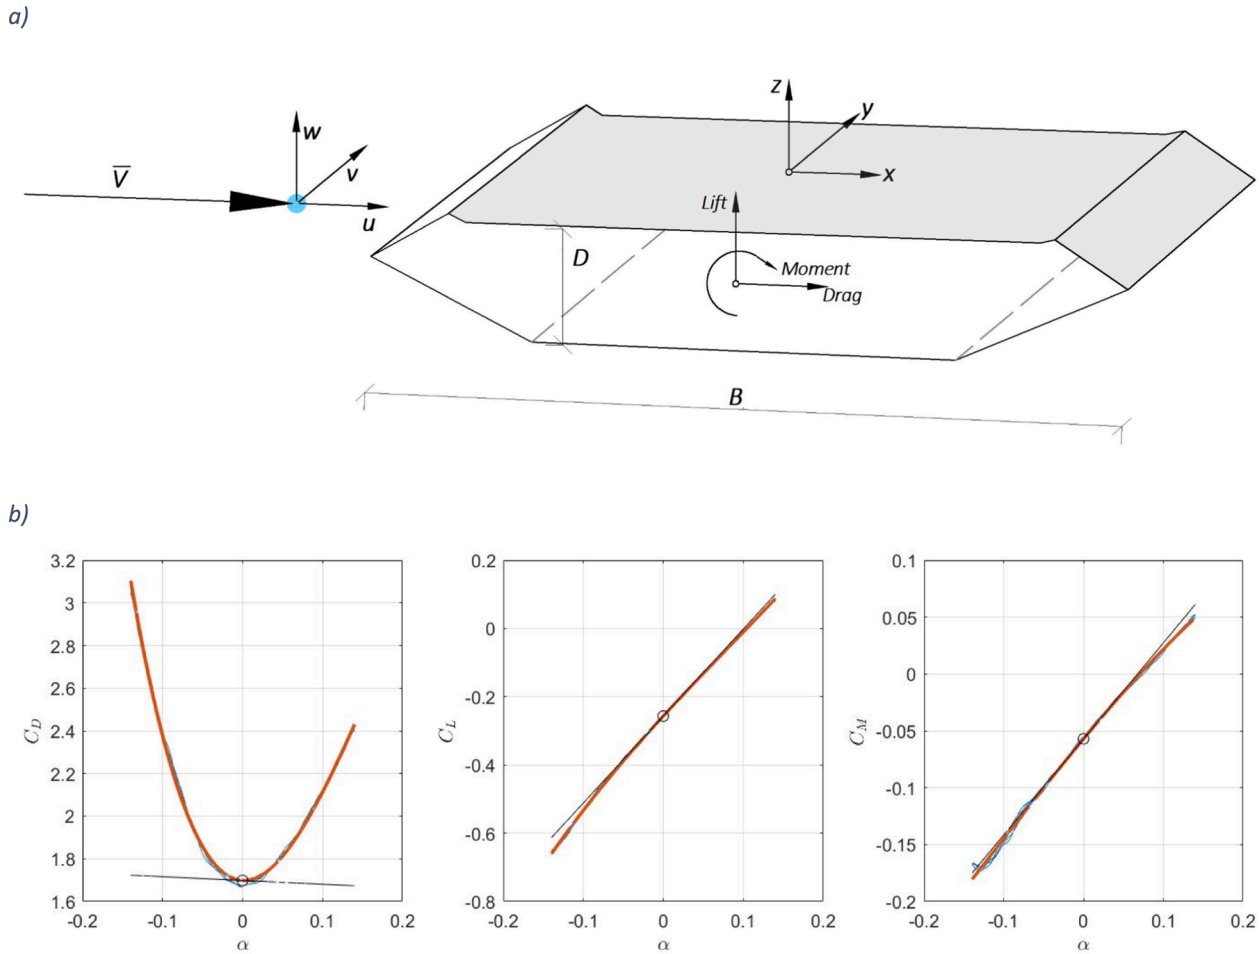 a)
z
y
w
V̅
v
x
u
Lift
D
Moment
Drag
B
b)
3.2
3
2.8
2.6
2.4
2.2
2
1.8
1.6
C_D
-0.2 -0.1 0 0.1 0.2
α
0.2
0
-0.2
-0.4
-0.6
-0.8
C_L
-0.2 -0.1 0 0.1 0.2
α
0.1
0.05
0
-0.05
-0.1
-0.15
-0.2
C_M
-0.2 -0.1 0 0.1 0.2
α